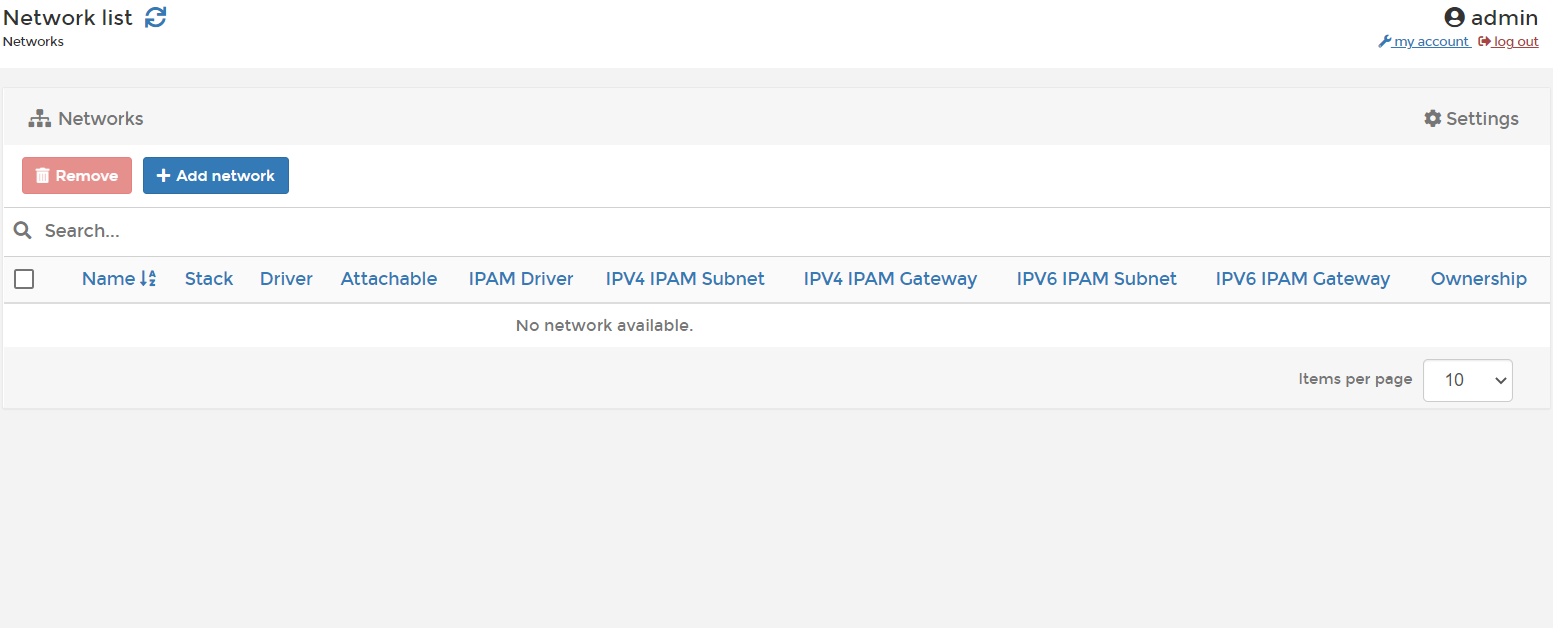 Network list
admin
Networks
my account log out
Networks
Settings
Remove Add network
Search...
Name Stack Driver Attachable IPAM Driver IPV4 IPAM Subnet IPV4 IPAM Gateway IPV6 IPAM Subnet IPV6 IPAM Gateway Ownership
No network available.
Items per page 10